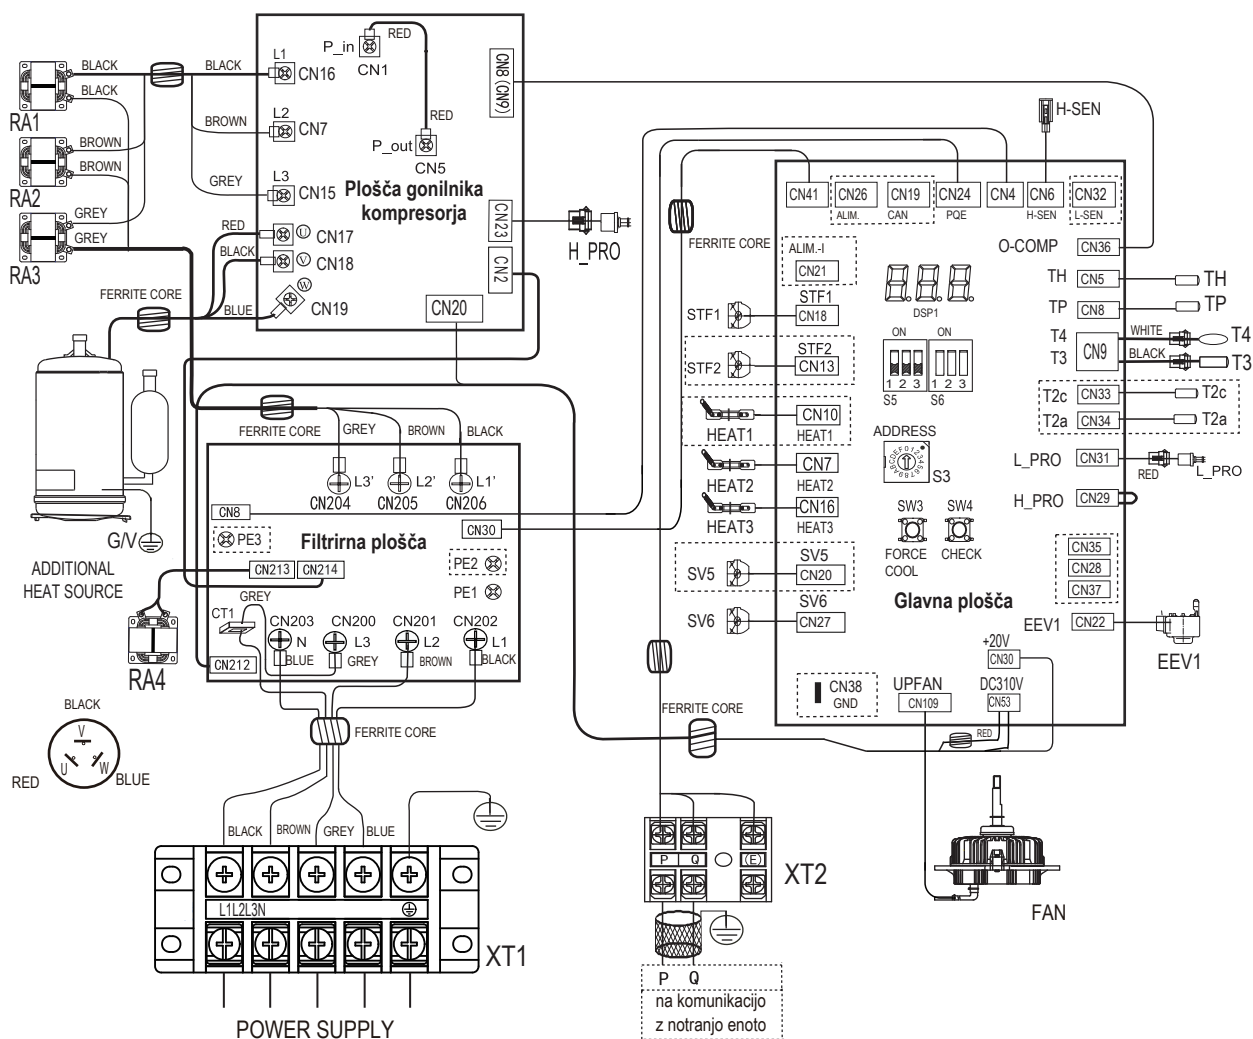 BLACK
BLACK
RA1
BROWN
BROWN
RA2
GREY
GREY
RA3
BLACK
BROWN
GREY
L1
CN16
L2
CN7
L3
CN15
P_in
CN1
RED
RED
P_out
CN5
Plošča gonilnika
kompresorja
CN8 (CN9)
CN23
CN2
H_PRO
RED
U
CN17
BLACK
V
CN18
W
CN19
BLUE
CN20
FERRITE CORE
G/V
ADDITIONAL
HEAT SOURCE
FERRITE CORE
GREY
BROWN
BLACK
CN204
L3'
CN205
L2'
CN206
L1'
CN8
CN30
PE3
Filtrirna plošča
PE2
PE1
CN213
CN214
GREY
CT1
CN203
N
BLUE
CN200
L3
GREY
CN201
L2
BROWN
CN202
L1
BLACK
CN212
RA4
FERRITE CORE
BLACK
V
U
W
RED
BLUE
BLACK
BROWN
GREY
BLUE
L1L2L3N
XT1
POWER SUPPLY
FERRITE CORE
H-SEN
CN41
CN26
ALIM.
CN19
CAN
CN24
PQE
CN4
CN6
H-SEN
CN32
L-SEN
O-COMP
CN36
ALIM.-I
CN21
DSP1
STF1
STF1
CN18
STF2
STF2
CN13
ON
1 2 3
S5
ON
1 2 3
S6
HEAT1
CN10
HEAT1
HEAT2
CN7
HEAT2
HEAT3
CN16
HEAT3
ADDRESS
0123456789ABCDEF
S3
SW3
FORCE
COOL
SW4
CHECK
SV5
SV5
CN20
SV6
SV6
CN27
Glavna plošča
TH
CN5
TH
TP
CN8
TP
T4
T3
CN9
WHITE
T4
BLACK
T3
T2c
CN33
T2c
T2a
CN34
T2a
L_PRO
CN31
RED
L_PRO
H_PRO
CN29
CN35
CN28
CN37
EEV1
CN22
EEV1
+20V
CN30
CN38
GND
UPFAN
CN109
DC310V
CN53
RED
FERRITE CORE
FAN
P
Q
(E)
XT2
P
Q
na komunikacijo
z notranjo enoto